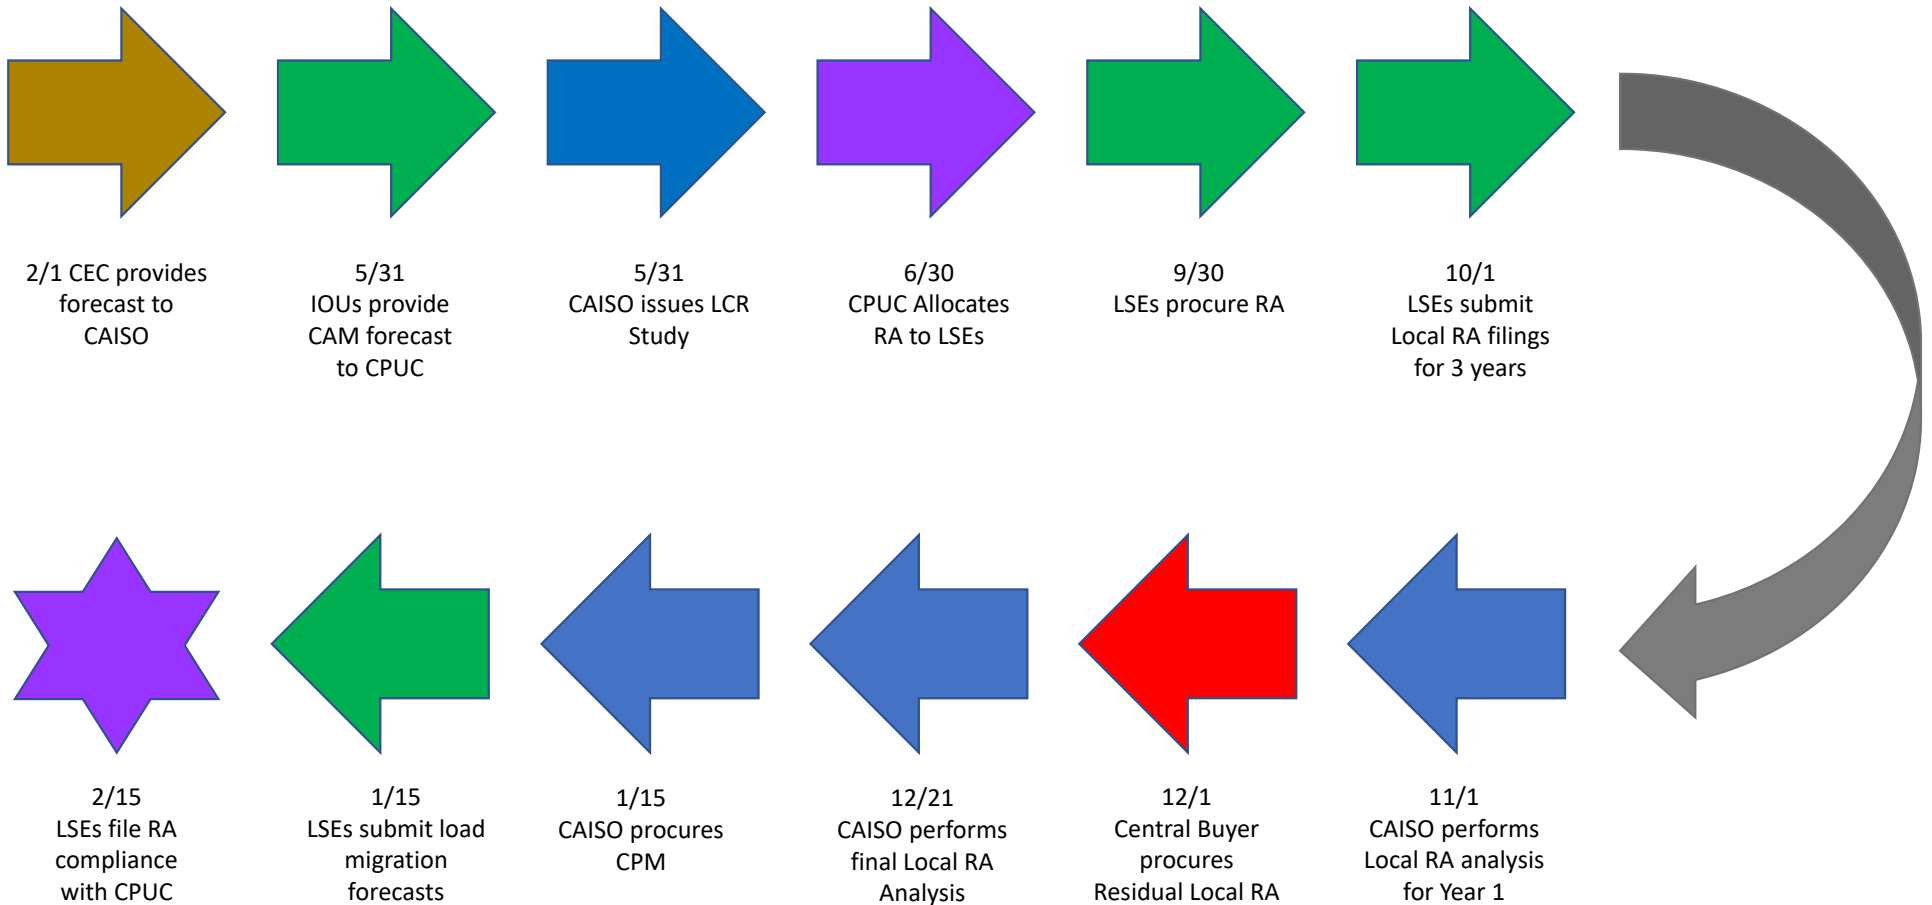 2/1 CEC provides
forecast to
CAISO
5/31
IOUs provide
CAM forecast
to CPUC
5/31
CAISO issues LCR
Study
6/30
CPUC Allocates
RA to LSEs
9/30
LSEs procure RA
10/1
LSEs submit
Local RA filings
for 3 years
2/15
LSEs file RA
compliance
with CPUC
1/15
LSEs submit load
migration
forecasts
1/15
CAISO procures
CPM
12/21
CAISO performs
final Local RA
Analysis
12/1
Central Buyer
procures
Residual Local RA
11/1
CAISO performs
Local RA analysis
for Year 1